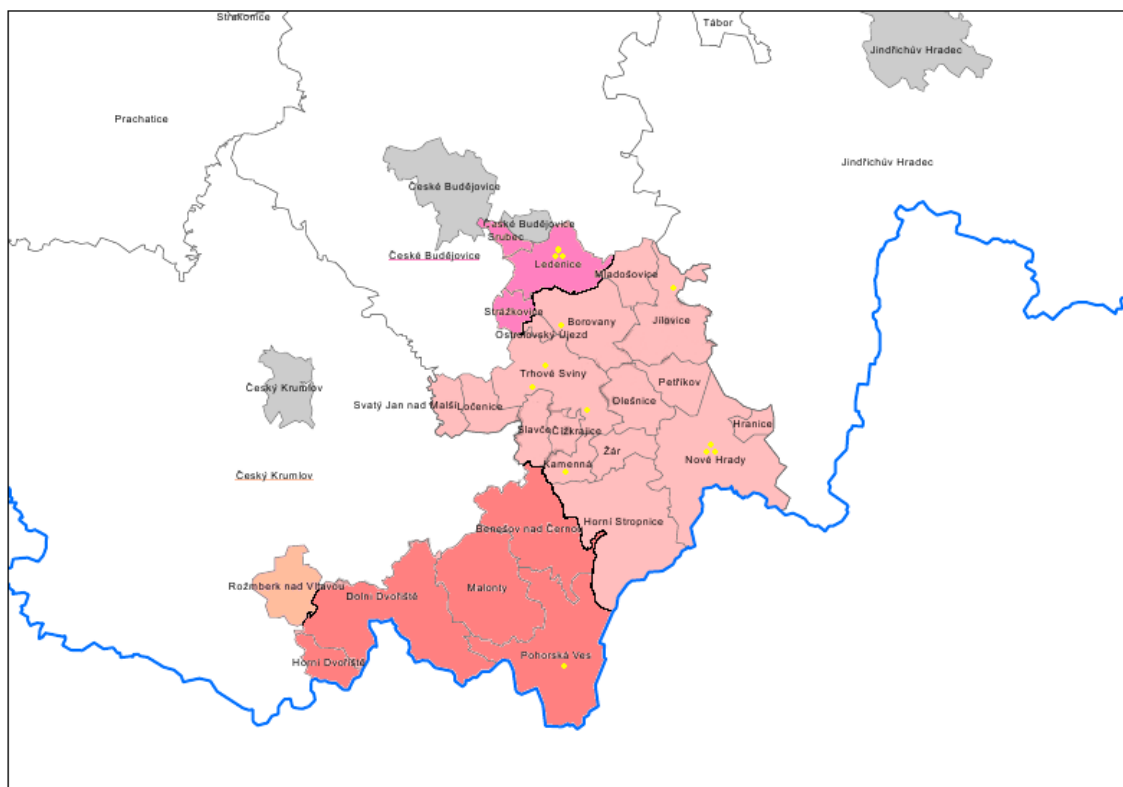 Strakonice
Tábor
Jindřichův Hradec
Prachatice
Jindřichův Hradec
České Budějovice
České Budějovice
Srubec
České Budějovice
Ledenice
Mladošovice
Strážkovice
Borovany
Jílovice
Ostrolovský Újezd
Trhové Sviny
Petříkov
Český Krumlov
Olešnice
Svatý Jan nad Malší
Ločenice
Hranice
Slavče
Čížkrajice
Žár
Nové Hrady
Kamenná
Český Krumlov
Horní Stropnice
Benešov nad Černou
Rožmberk nad Vltavou
Malonty
Dolní Dvořiště
Pohorská Ves
Horní Dvořiště